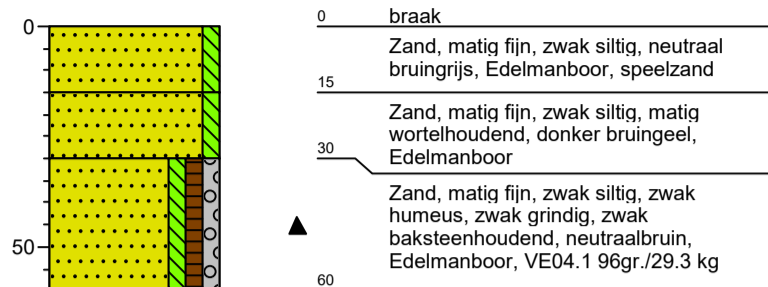 0
50
0 braak
Zand, matig fijn, zwak siltig, neutraal
bruingrijs, Edelmanboor, speelzand
15
Zand, matig fijn, zwak siltig, matig
wortelhoudend, donker bruingeel,
Edelmanboor
30
Zand, matig fijn, zwak siltig, zwak
humeus, zwak grindig, zwak
baksteenhoudend, neutraalbruin,
Edelmanboor, VE04.1 96gr./29.3 kg
60